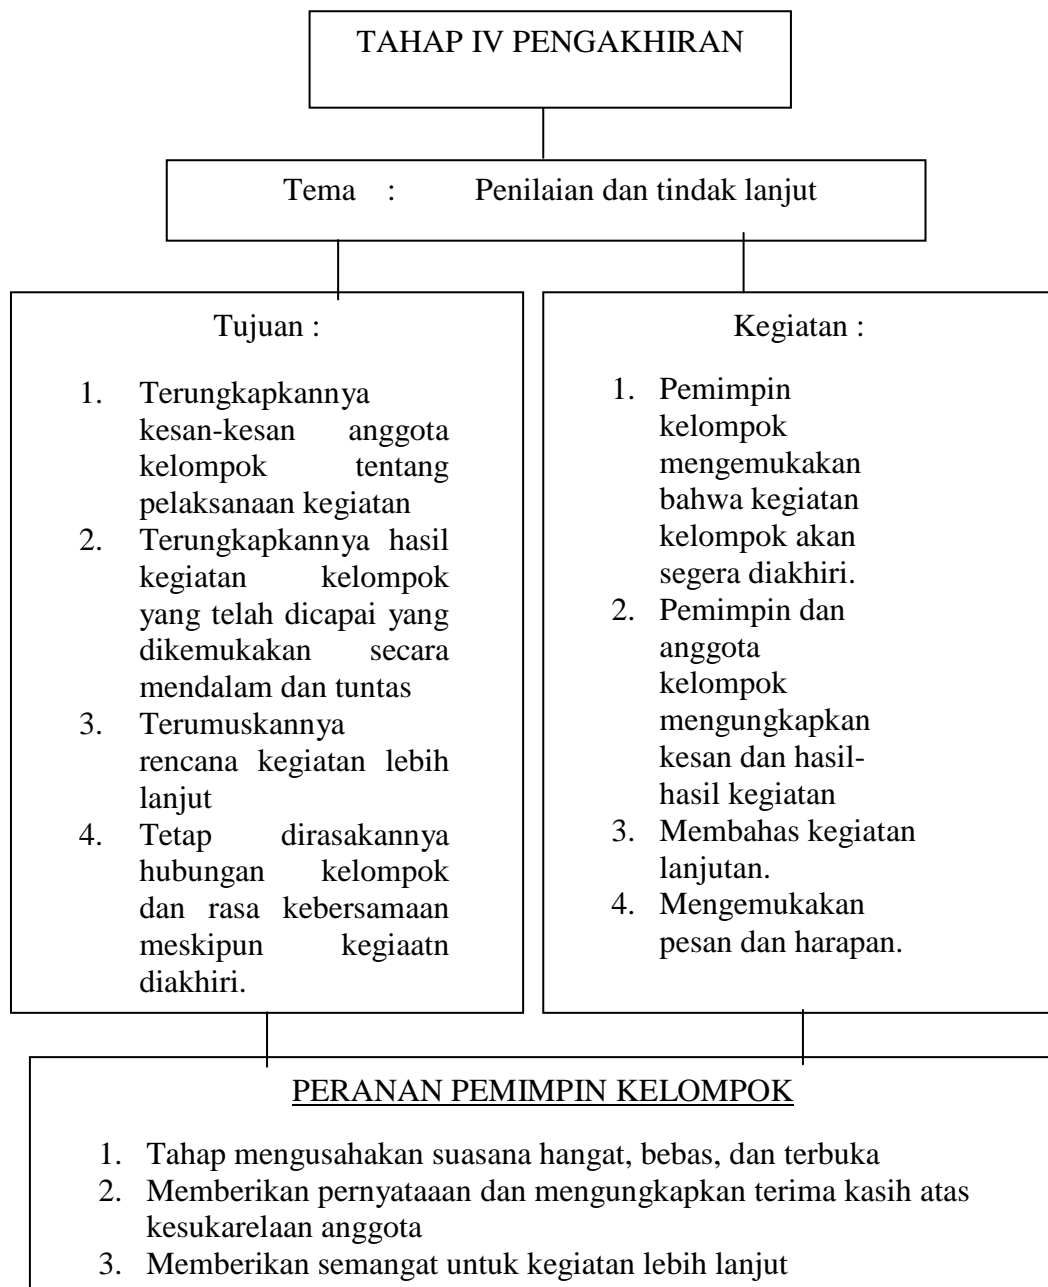 TAHAP IV PENGAKHIRAN
Tema : Penilaian dan tindak lanjut
Tujuan :
1. Terungkapkannya
kesan-kesan anggota
kelompok tentang
pelaksanaan kegiatan
2. Terungkapkannya hasil
kegiatan kelompok
yang telah dicapai yang
dikemukakan secara
mendalam dan tuntas
3. Terumuskannya
rencana kegiatan lebih
lanjut
4. Tetap dirasakannya
hubungan kelompok
dan rasa kebersamaan
meskipun kegiaatn
diakhiri.
Kegiatan :
1. Pemimpin
kelompok
mengemukakan
bahwa kegiatan
kelompok akan
segera diakhiri.
2. Pemimpin dan
anggota
kelompok
mengungkapkan
kesan dan hasil-
hasil kegiatan
3. Membahas kegiatan
lanjutan.
4. Mengemukakan
pesan dan harapan.
PERANAN PEMIMPIN KELOMPOK
1. Tahap mengusahakan suasana hangat, bebas, dan terbuka
2. Memberikan pernyataaan dan mengungkapkan terima kasih atas
kesukarelaan anggota
3. Memberikan semangat untuk kegiatan lebih lanjut